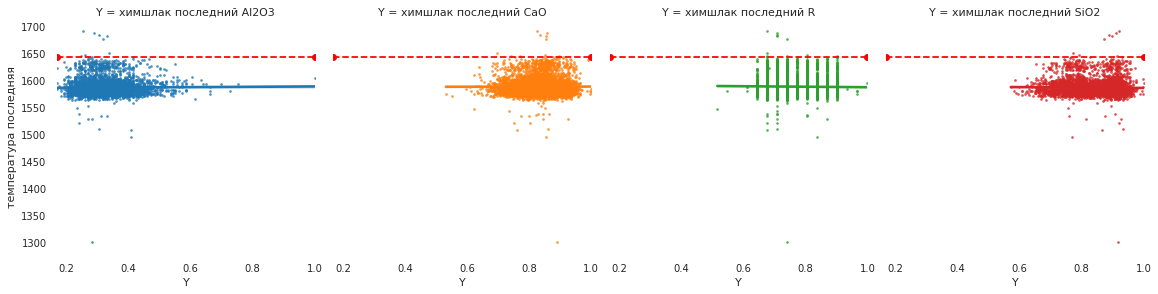 Y = химшлак последний Al2O3
Y = химшлак последний CaO
Y = химшлак последний R
Y = химшлак последний SiO2
температура последняя
1700
1650
1600
1550
1500
1450
1400
1350
1300
0.2 0.4 0.6 0.8 1.0
0.2 0.4 0.6 0.8 1.0
0.2 0.4 0.6 0.8 1.0
0.2 0.4 0.6 0.8 1.0
Y
Y
Y
Y